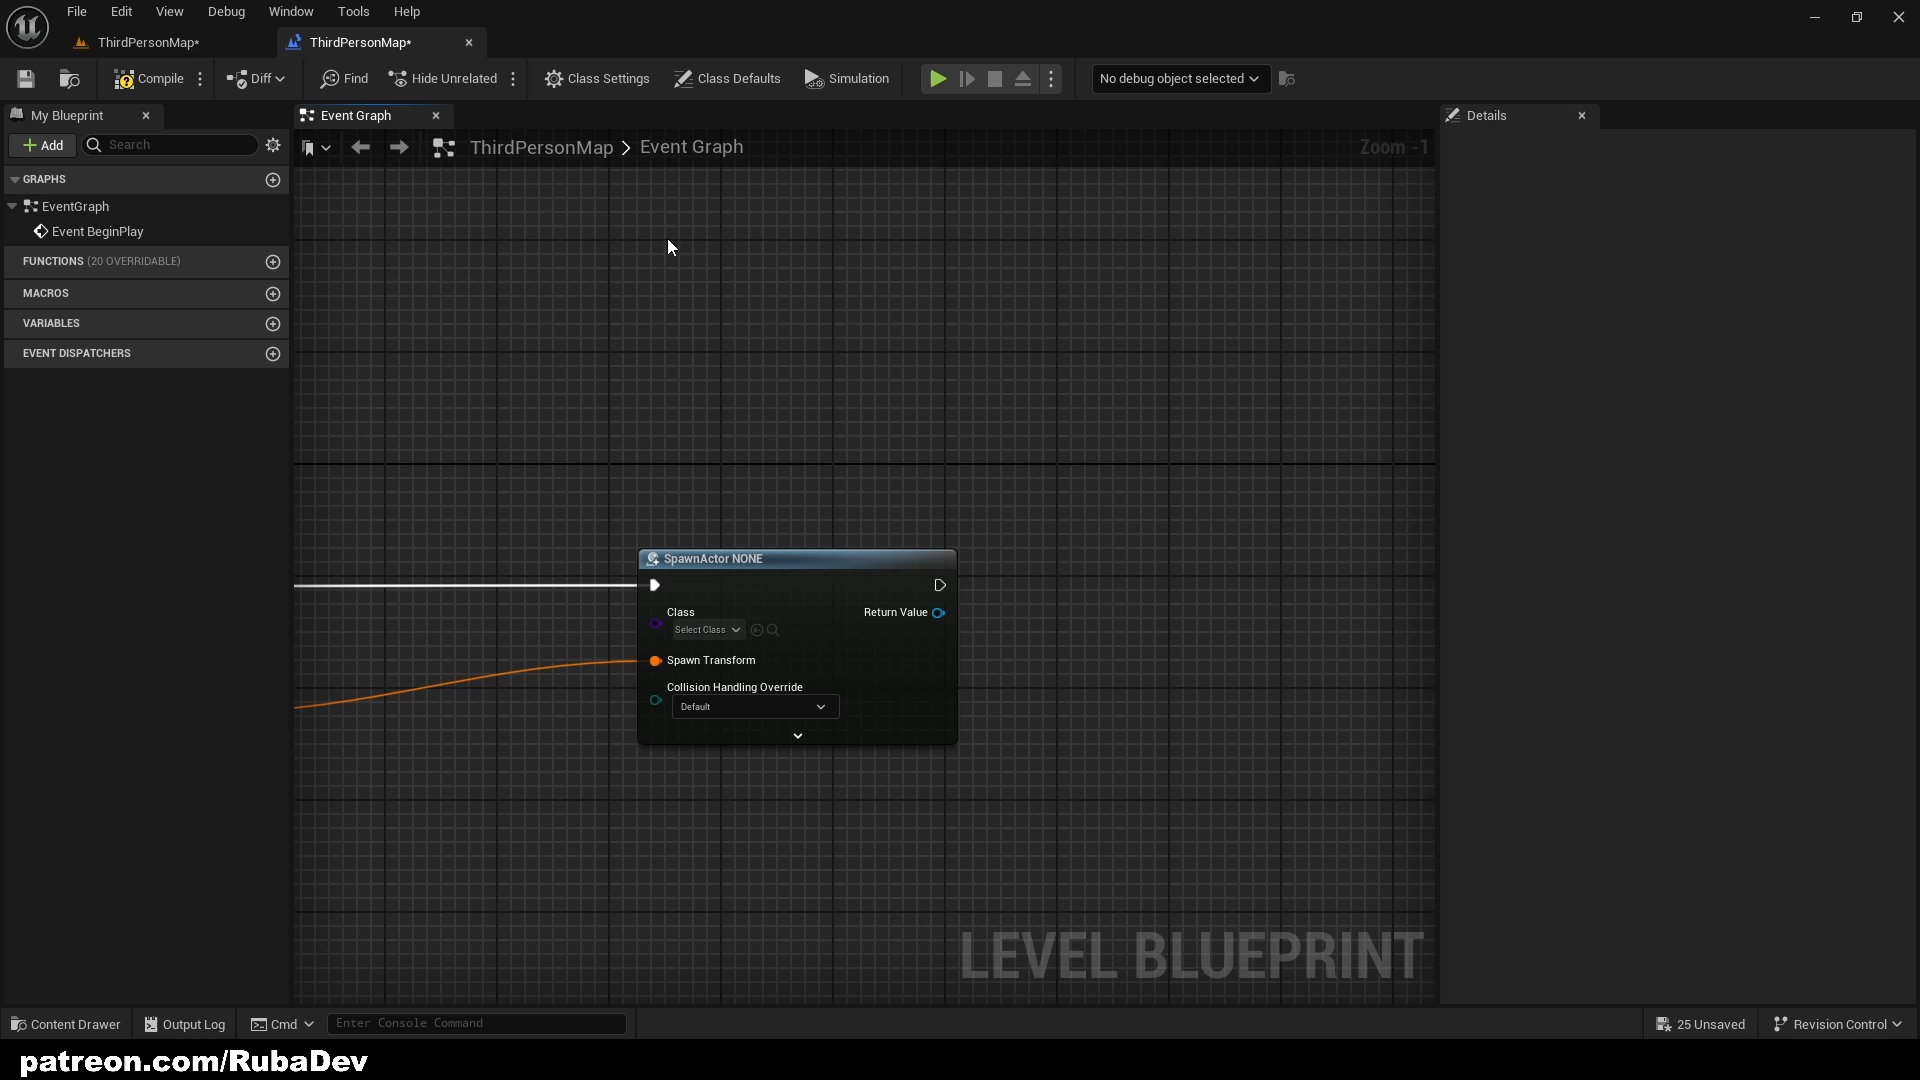 File Edit View Debug Window Tools Help
ThirdPersonMap* ThirdPersonMap*
Compile Diff Find Hide Unrelated Class Settings Class Defaults Simulation No debug object selected
My Blueprint Event Graph Details
Add Search ThirdPersonMap > Event Graph Zoom -1
GRAPHS
EventGraph
Event BeginPlay
FUNCTIONS (20 OVERRIDABLE)
MACROS
VARIABLES
EVENT DISPATCHERS
SpawnActor NONE
Class Return Value
Select Class
Spawn Transform
Collision Handling Override
Default
LEVEL BLUEPRINT
Content Drawer Output Log Cmd Enter Console Command 25 Unsaved Revision Control
patreon.com/RubaDev